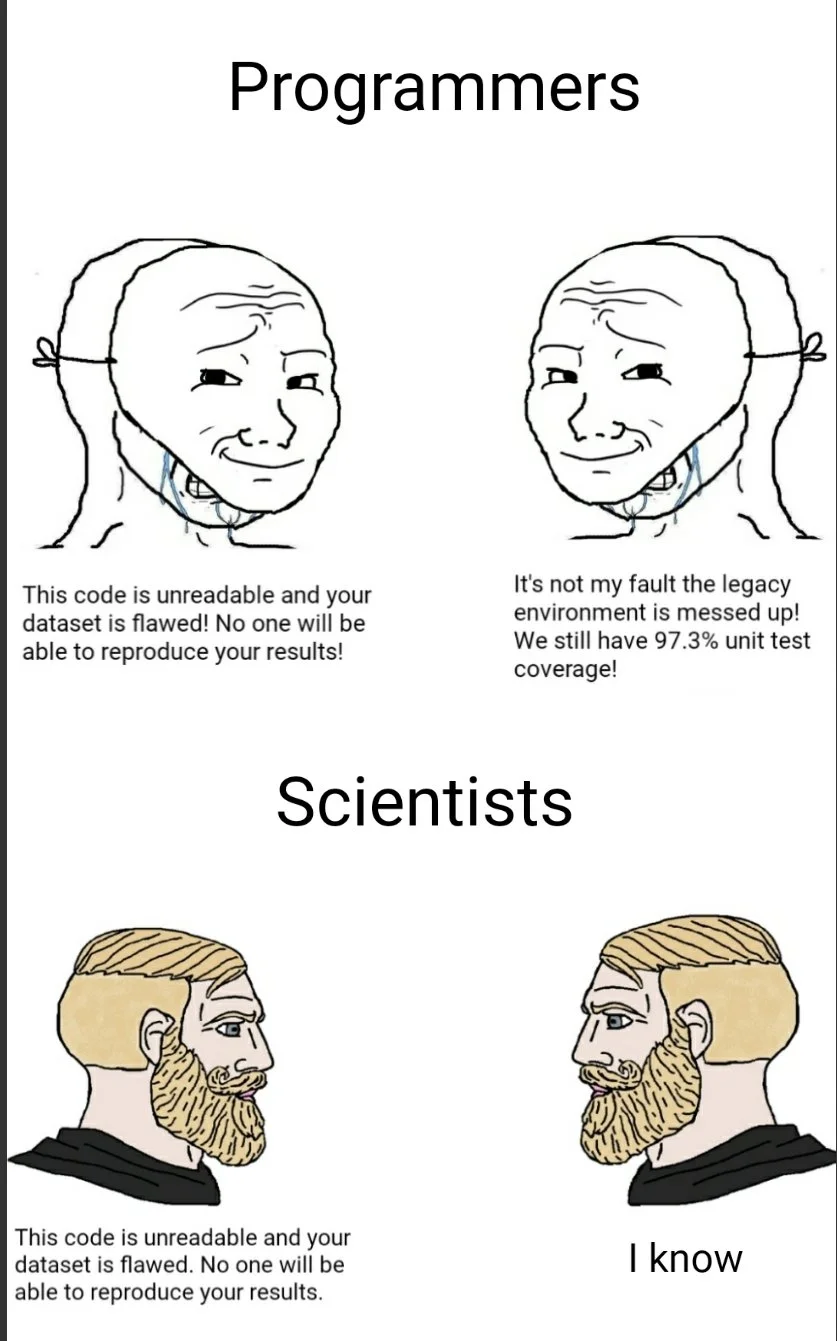 Programmers
This code is unreadable and your
dataset is flawed! No one will be
able to reproduce your results!
It's not my fault the legacy
environment is messed up!
We still have 97.3% unit test
coverage!
Scientists
This code is unreadable and your
dataset is flawed. No one will be
able to reproduce your results.
I know